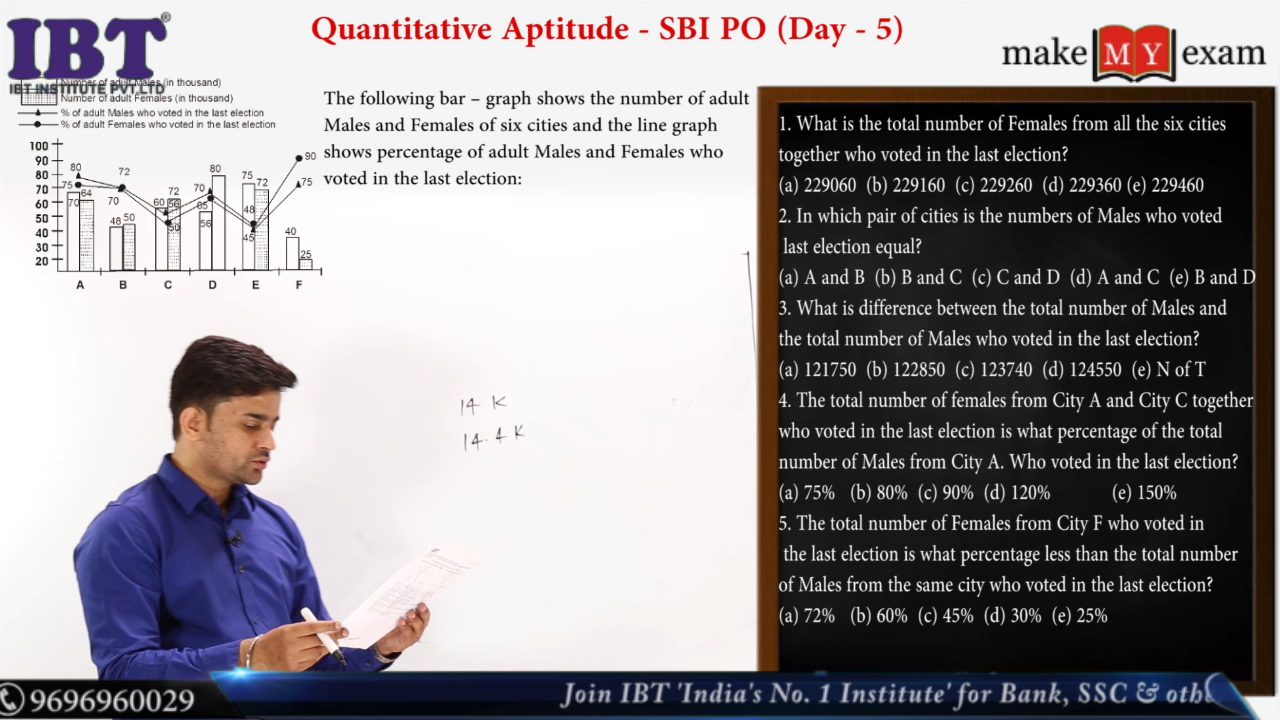 IBT®
IBT INSTITUTE PVT.LTD
Quantitative Aptitude - SBI PO (Day - 5)
make MY exam
Number of adult Males (in thousand)
Number of adult Females (in thousand)
% of adult Males who voted in the last election
% of adult Females who voted in the last election
100
90
80
70
60
50
40
30
20
80
75
70
64
72
70
48
50
72
60
56
50
80
70
65
56
75
72
48
45
90
75
40
25
A B C D E F
The following bar – graph shows the number of adult
Males and Females of six cities and the line graph
shows percentage of adult Males and Females who
voted in the last election:
14 K
14.4 K
1. What is the total number of Females from all the six cities
together who voted in the last election?
(a) 229060 (b) 229160 (c) 229260 (d) 229360 (e) 229460
2. In which pair of cities is the numbers of Males who voted
last election equal?
(a) A and B (b) B and C (c) C and D (d) A and C (e) B and D
3. What is difference between the total number of Males and
the total number of Males who voted in the last election?
(a) 121750 (b) 122850 (c) 123740 (d) 124550 (e) N of T
4. The total number of females from City A and City C together
who voted in the last election is what percentage of the total
number of Males from City A. Who voted in the last election?
(a) 75% (b) 80% (c) 90% (d) 120% (e) 150%
5. The total number of Females from City F who voted in
the last election is what percentage less than the total number
of Males from the same city who voted in the last election?
(a) 72% (b) 60% (c) 45% (d) 30% (e) 25%
9696960029
Join IBT 'India's No. 1 Institute' for Bank, SSC & oth